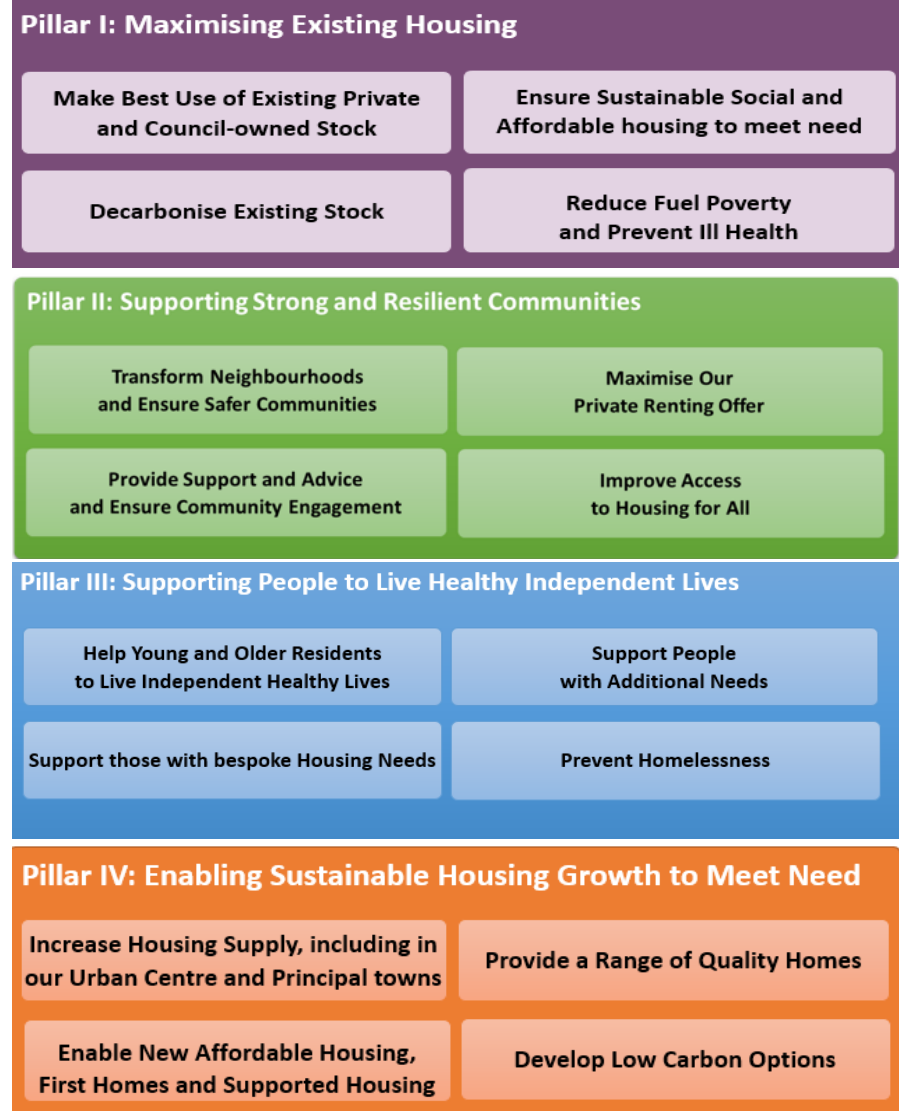 Pillar I: Maximising Existing Housing
Make Best Use of Existing Private
and Council-owned Stock
Ensure Sustainable Social and
Affordable housing to meet need
Decarbonise Existing Stock
Reduce Fuel Poverty
and Prevent Ill Health
Pillar II: Supporting Strong and Resilient Communities
Transform Neighbourhoods
and Ensure Safer Communities
Maximise Our
Private Renting Offer
Provide Support and Advice
and Ensure Community Engagement
Improve Access
to Housing for All
Pillar III: Supporting People to Live Healthy Independent Lives
Help Young and Older Residents
to Live Independent Healthy Lives
Support People
with Additional Needs
Support those with bespoke Housing Needs
Prevent Homelessness
Pillar IV: Enabling Sustainable Housing Growth to Meet Need
Increase Housing Supply, including in
our Urban Centre and Principal towns
Provide a Range of Quality Homes
Enable New Affordable Housing,
First Homes and Supported Housing
Develop Low Carbon Options